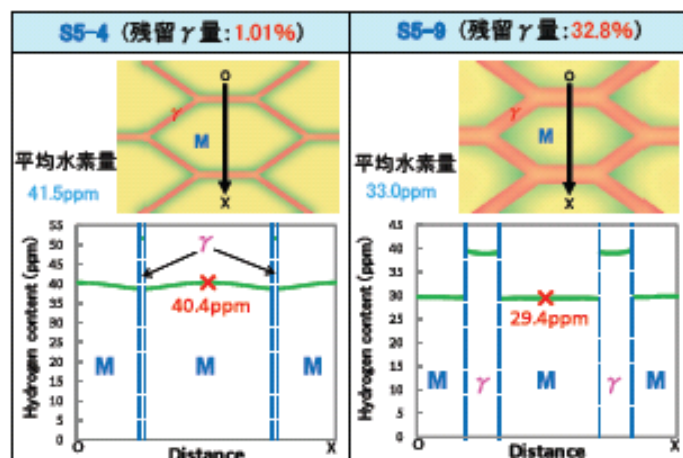 S5-4 (残留γ量:1.01%)
S5-9 (残留γ量:32.8%)
O
γ
M
X
平均水素量
41.5ppm
O
γ
M
X
平均水素量
33.0ppm
Hydrogen content (ppm)
55
50
45
40
35
30
25
20
15
10
5
0
γ
40.4ppm
M
M
M
O
Distance
X
Hydrogen content (ppm)
45
40
35
30
25
20
15
10
5
0
29.4ppm
M
γ
M
γ
M
O
Distance
X